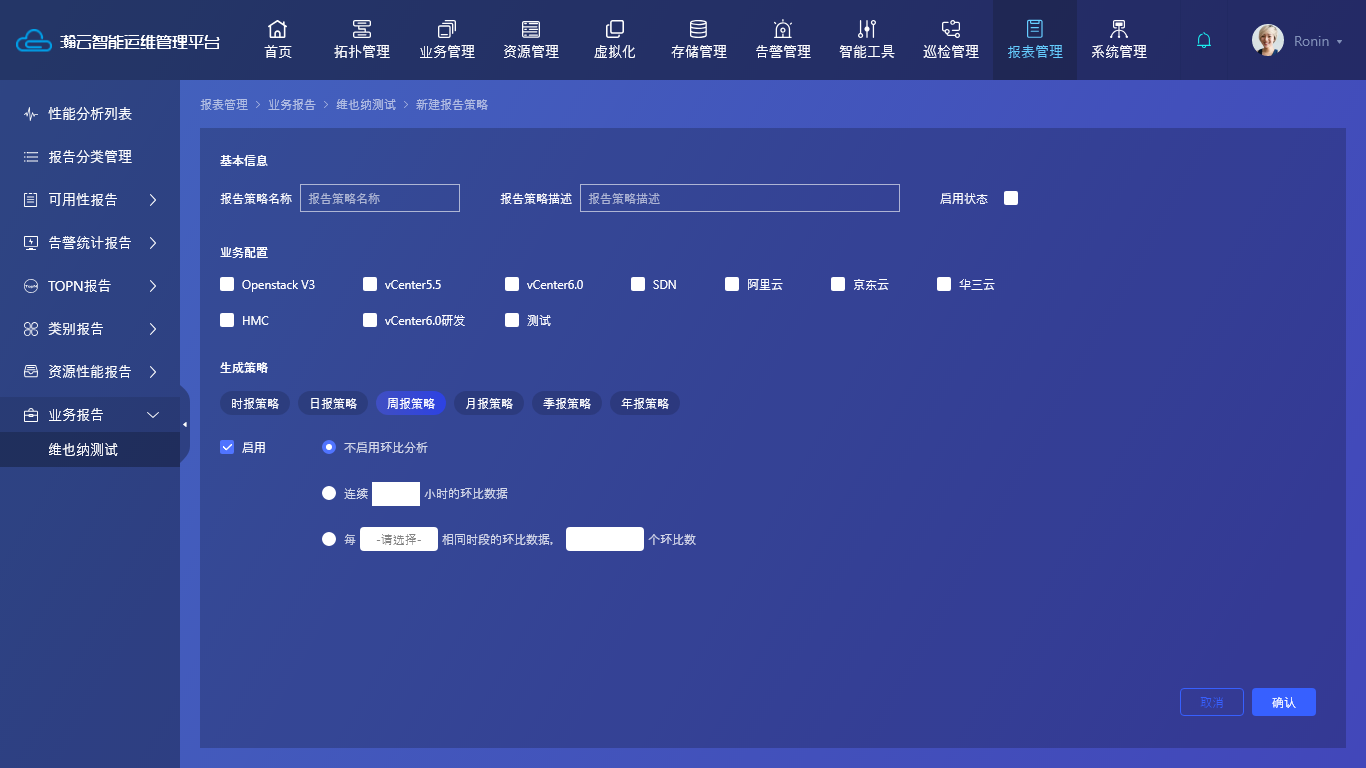 瀚云智能运维管理平台
首页 拓扑管理 业务管理 资源管理 虚拟化 存储管理 告警管理 智能工具 巡检管理 报表管理 系统管理 Ronin
性能分析列表
报告分类管理
可用性报告
告警统计报告
TOPN报告
类别报告
资源性能报告
业务报告
维也纳测试
报表管理 > 业务报告 > 维也纳测试 > 新建报告策略
基本信息
报告策略名称 报告策略名称 报告策略描述 报告策略描述 启用状态
业务配置
Openstack V3 vCenter5.5 vCenter6.0 SDN 阿里云 京东云 华三云
HMC vCenter6.0研发 测试
生成策略
时报策略 日报策略 周报策略 月报策略 季报策略 年报策略
启用 不启用环比分析
连续 小时的环比数据
每 -请选择- 相同时段的环比数据, 个环比数
取消 确认